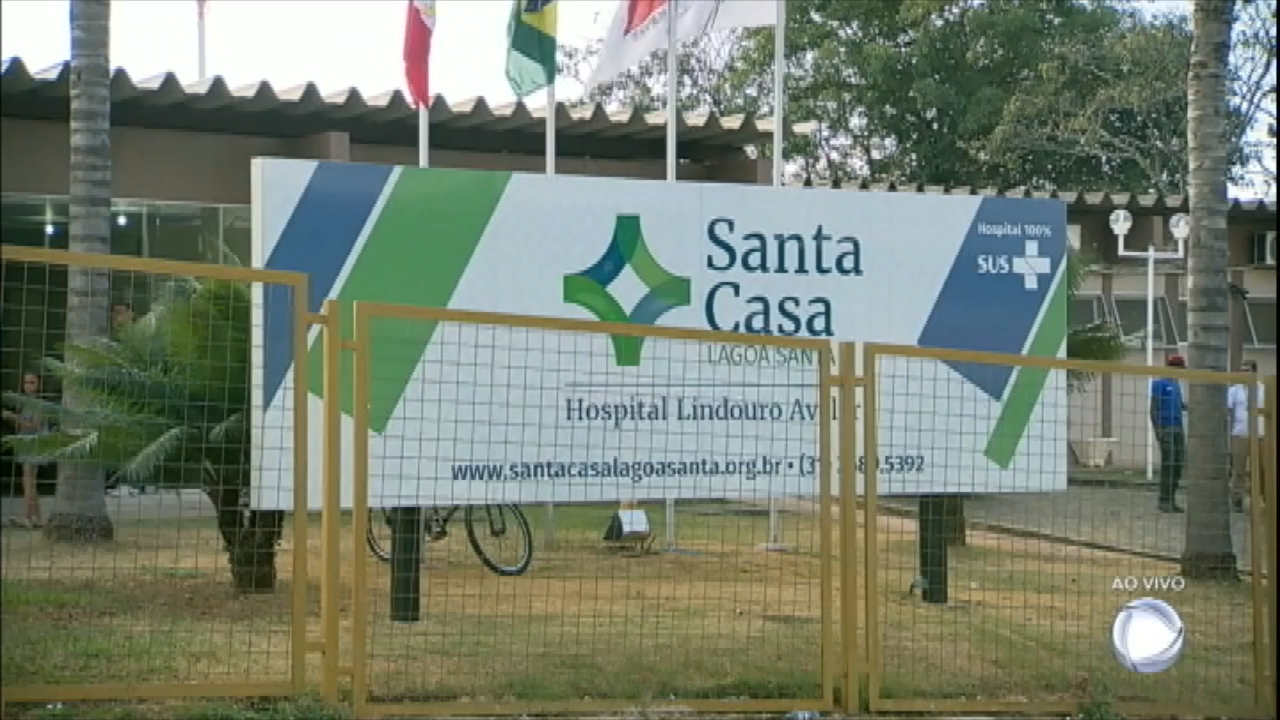 Santa
Casa
LAGOA SANTA
Hospital 100%
SUS
Hospital Lindouro
www.santacasalagoasanta.org.br •
AO VIVO